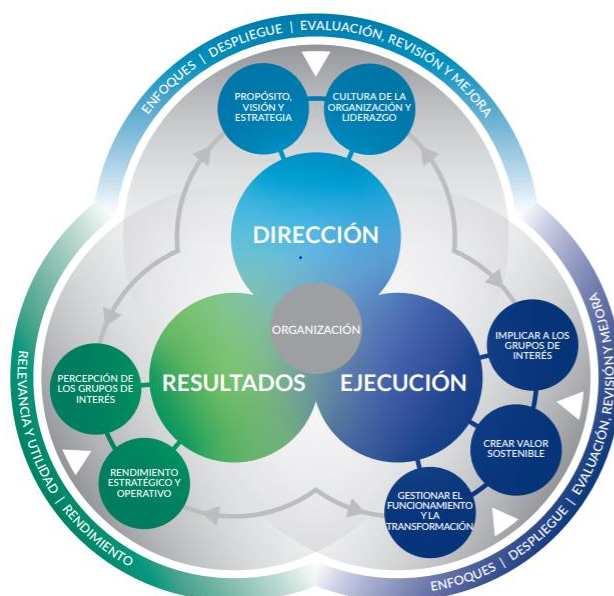 ENFOQUES | DESPLIEGUE | EVALUACIÓN, REVISIÓN Y MEJORA
PROPÓSITO,
VISIÓN Y
ESTRATEGIA
CULTURA DE LA
ORGANIZACIÓN Y
LIDERAZGO
DIRECCIÓN
ORGANIZACIÓN
RESULTADOS
EJECUCIÓN
PERCEPCIÓN DE
LOS GRUPOS DE
INTERÉS
RENDIMIENTO
ESTRATÉGICO Y
OPERATIVO
IMPLICAR A LOS
GRUPOS DE
INTERÉS
CREAR VALOR
SOSTENIBLE
GESTIONAR EL
FUNCIONAMIENTO
Y LA
TRANSFORMACIÓN
RELEVANCIA Y UTILIDAD | RENDIMIENTO
ENFOQUES | DESPLIEGUE | EVALUACIÓN, REVISIÓN Y MEJORA